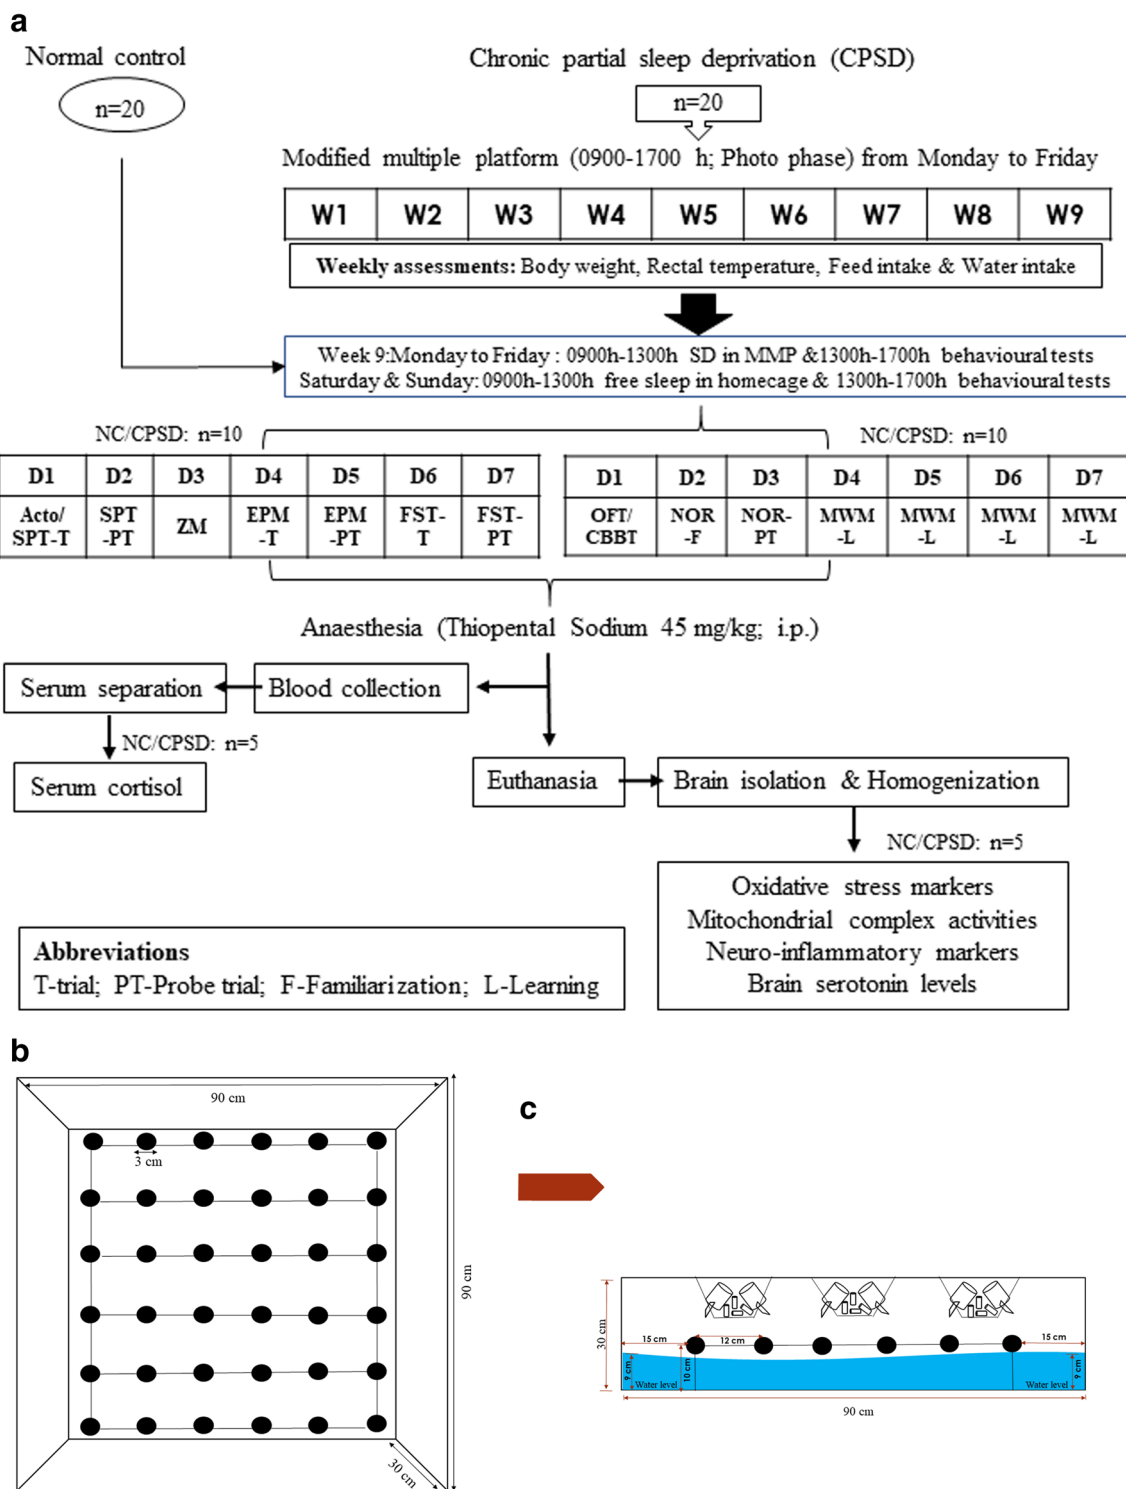 a
Normal control
n=20
Chronic partial sleep deprivation (CPSD)
n=20
Modified multiple platform (0900-1700 h; Photo phase) from Monday to Friday
W1 W2 W3 W4 W5 W6 W7 W8 W9
Weekly assessments: Body weight, Rectal temperature, Feed intake & Water intake
Week 9:Monday to Friday : 0900h-1300h SD in MMP &1300h-1700h behavioural tests
Saturday & Sunday: 0900h-1300h free sleep in homecage & 1300h-1700h behavioural tests
NC/CPSD: n=10
D1 D2 D3 D4 D5 D6 D7
Acto/ SPT EPM EPM FST- FST-
SPT-T -PT ZM -T -PT T PT
NC/CPSD: n=10
D1 D2 D3 D4 D5 D6 D7
OFT/ NOR NOR- MWM MWM MWM MWM
CBBT -F PT -L -L -L -L
Anaesthesia (Thiopental Sodium 45 mg/kg; i.p.)
Serum separation
Blood collection
NC/CPSD: n=5
Serum cortisol
Euthanasia
Brain isolation & Homogenization
NC/CPSD: n=5
Oxidative stress markers
Mitochondrial complex activities
Neuro-inflammatory markers
Brain serotonin levels
Abbreviations
T-trial; PT-Probe trial; F-Familiarization; L-Learning
b
90 cm
3 cm
90 cm
30 cm
c
30 cm
15 cm
12 cm
15 cm
9 cm
10 cm
9 cm
Water level
Water level
90 cm